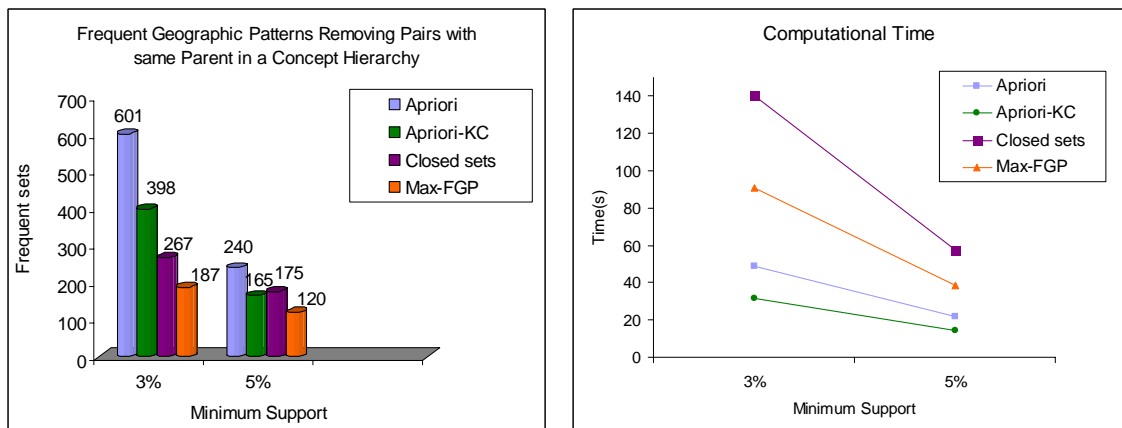 Frequent Geographic Patterns Removing Pairs with
same Parent in a Concept Hierarchy
Frequent sets
700
600
500
400
300
200
100
0
601
398
267
187
240
165
175
120
Apriori
Apriori-KC
Closed sets
Max-FGP
3%
5%
Minimum Support
Computational Time
Time(s)
140
120
100
80
60
40
20
0
Apriori
Apriori-KC
Closed sets
Max-FGP
3%
5%
Minimum Support